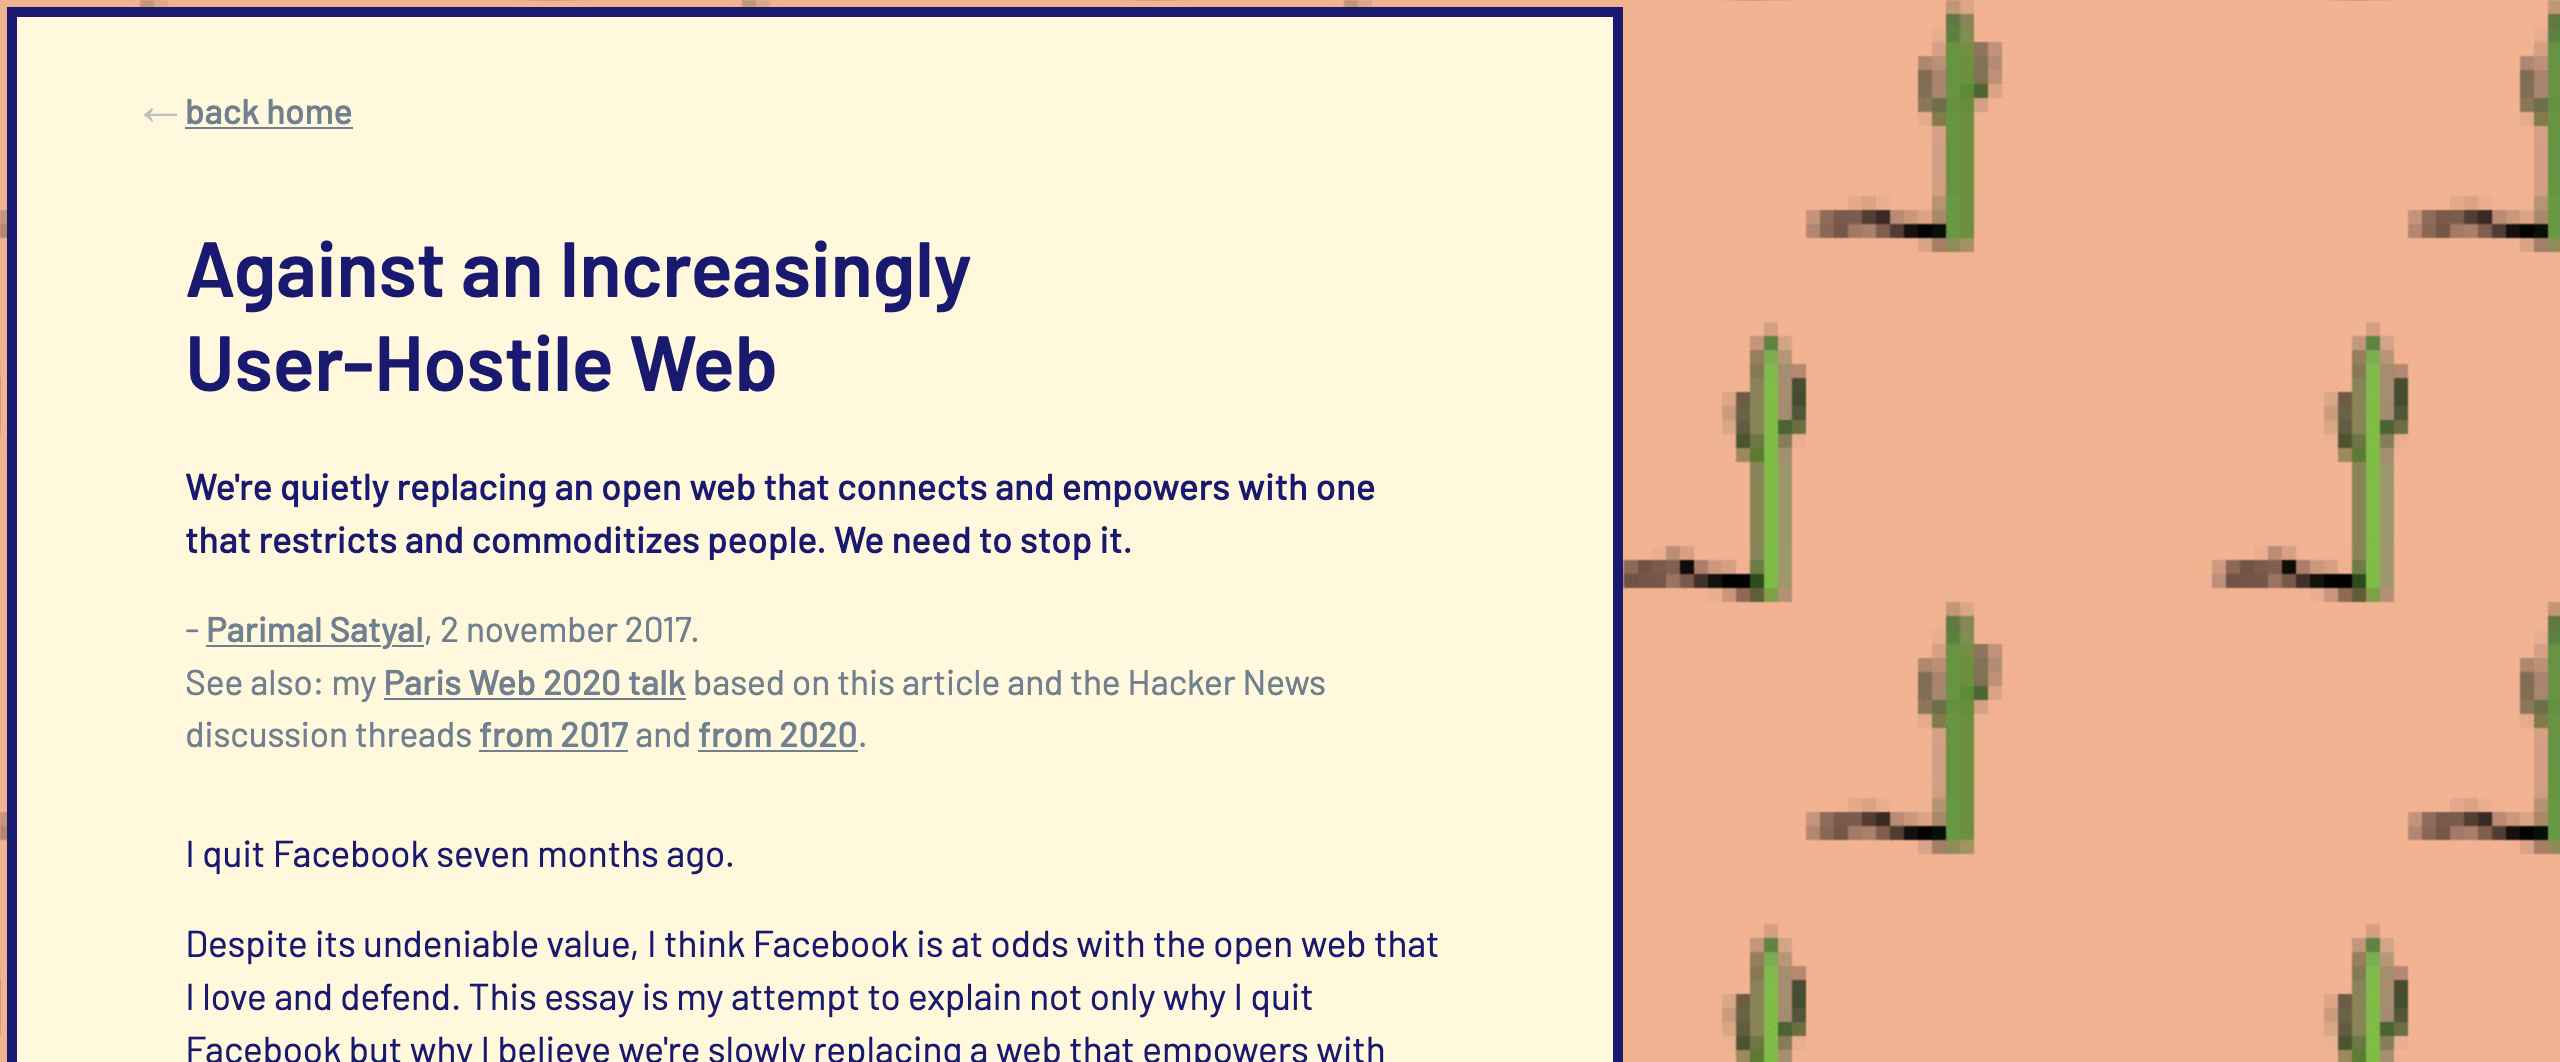 ← back home
Against an Increasingly
User-Hostile Web
We're quietly replacing an open web that connects and empowers with one
that restricts and commoditizes people. We need to stop it.
– Parimal Satyal, 2 november 2017.
See also: my Paris Web 2020 talk based on this article and the Hacker News
discussion threads from 2017 and from 2020.
I quit Facebook seven months ago.
Despite its undeniable value, I think Facebook is at odds with the open web that
I love and defend. This essay is my attempt to explain not only why I quit
Facebook but why I believe we're slowly replacing a web that empowers with